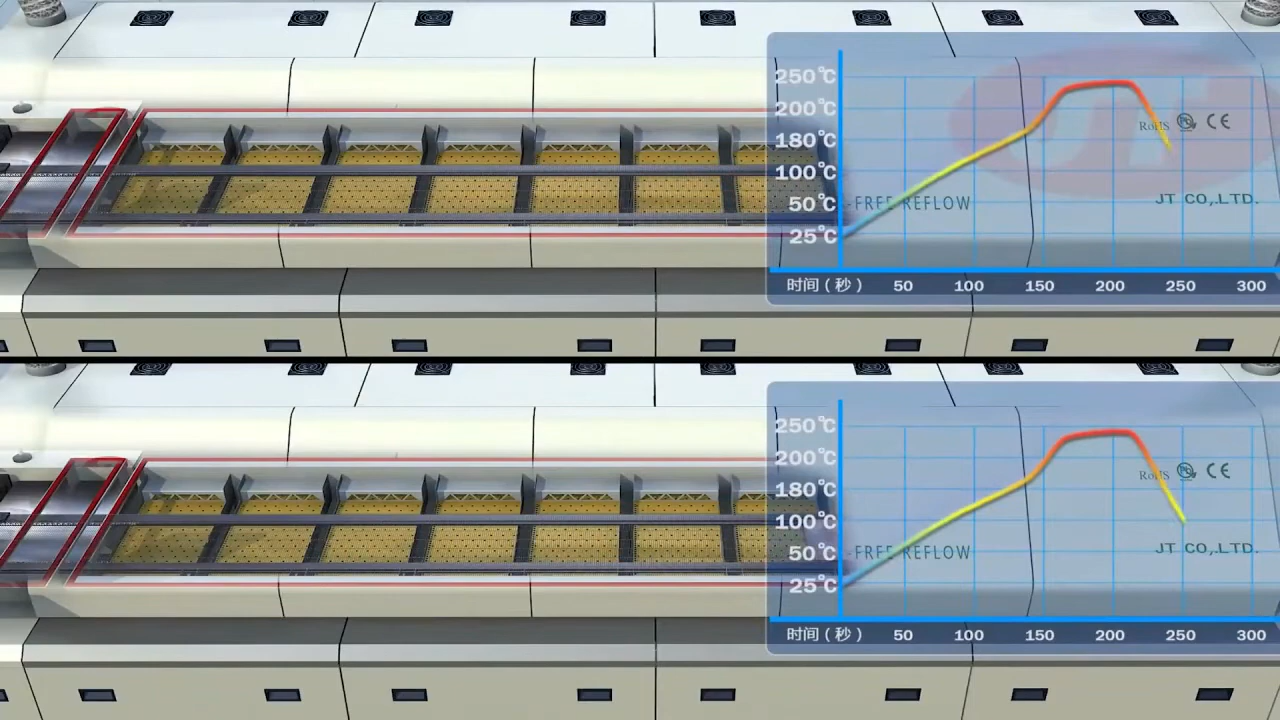 250℃
200℃
180℃
100℃
50℃
25℃
时间（秒） 50 100 150 200 250 300
-FREE REFLOW
RoHS CE
JT CO,.LTD.
JT
250℃
200℃
180℃
100℃
50℃
25℃
时间（秒） 50 100 150 200 250 300
-FREE REFLOW
RoHS CE
JT CO,.LTD.